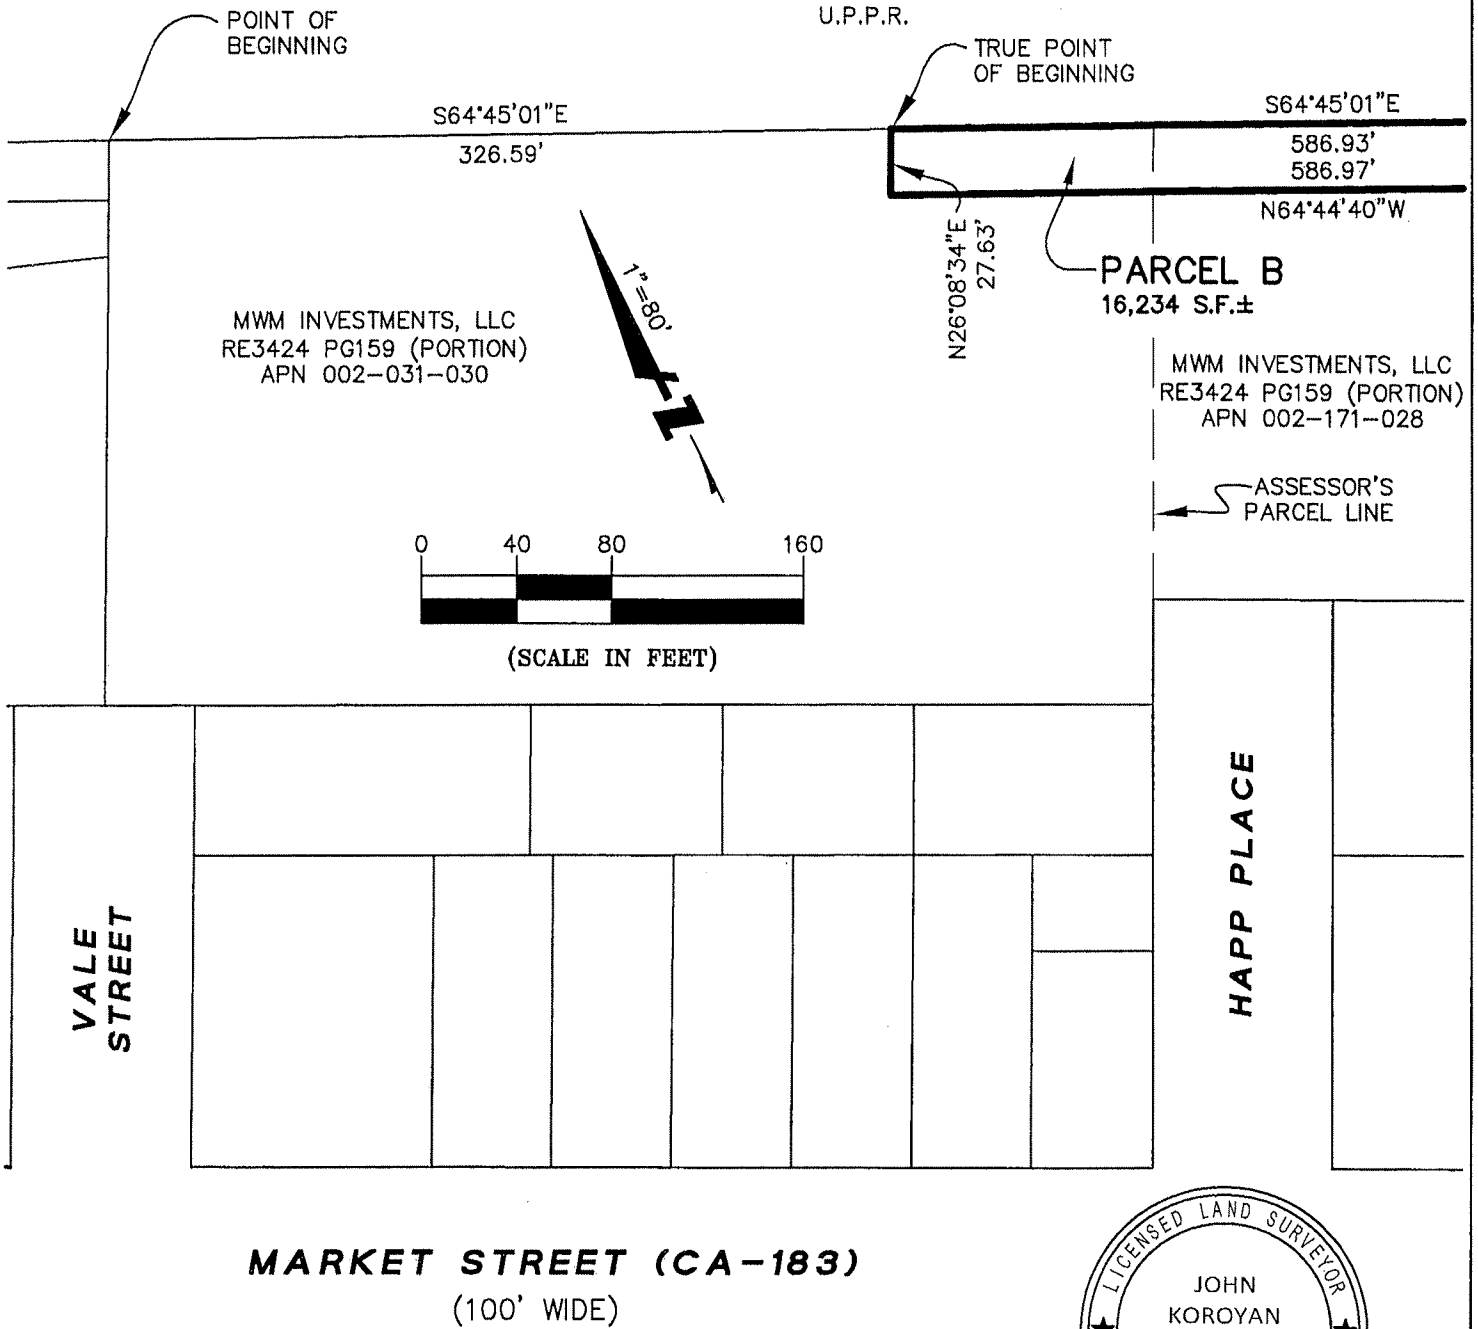 POINT OF
BEGINNING
U.P.P.R.
TRUE POINT
OF BEGINNING
S64°45'01"E
326.59'
S64°45'01"E
586.93'
586.97'
N64°44'40"W
N26°08'34"E
27.63'
PARCEL B
16,234 S.F.±
1"=80'
N
MWM INVESTMENTS, LLC
RE3424 PG159 (PORTION)
APN 002-031-030
MWM INVESTMENTS, LLC
RE3424 PG159 (PORTION)
APN 002-171-028
ASSESSOR'S
PARCEL LINE
0 40 80 160
(SCALE IN FEET)
VALE
STREET
HAPP PLACE
MARKET STREET (CA-183)
(100' WIDE)
LICENSED LAND SURVEYOR
JOHN
KOROYAN